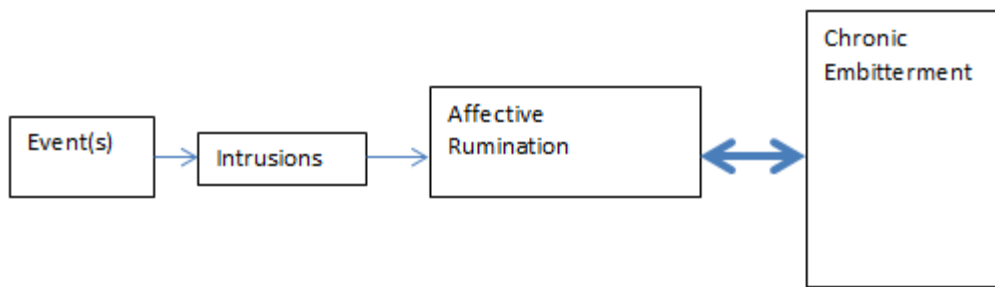 Event(s)
Intrusions
Affective
Rumination
Chronic
Embitterment